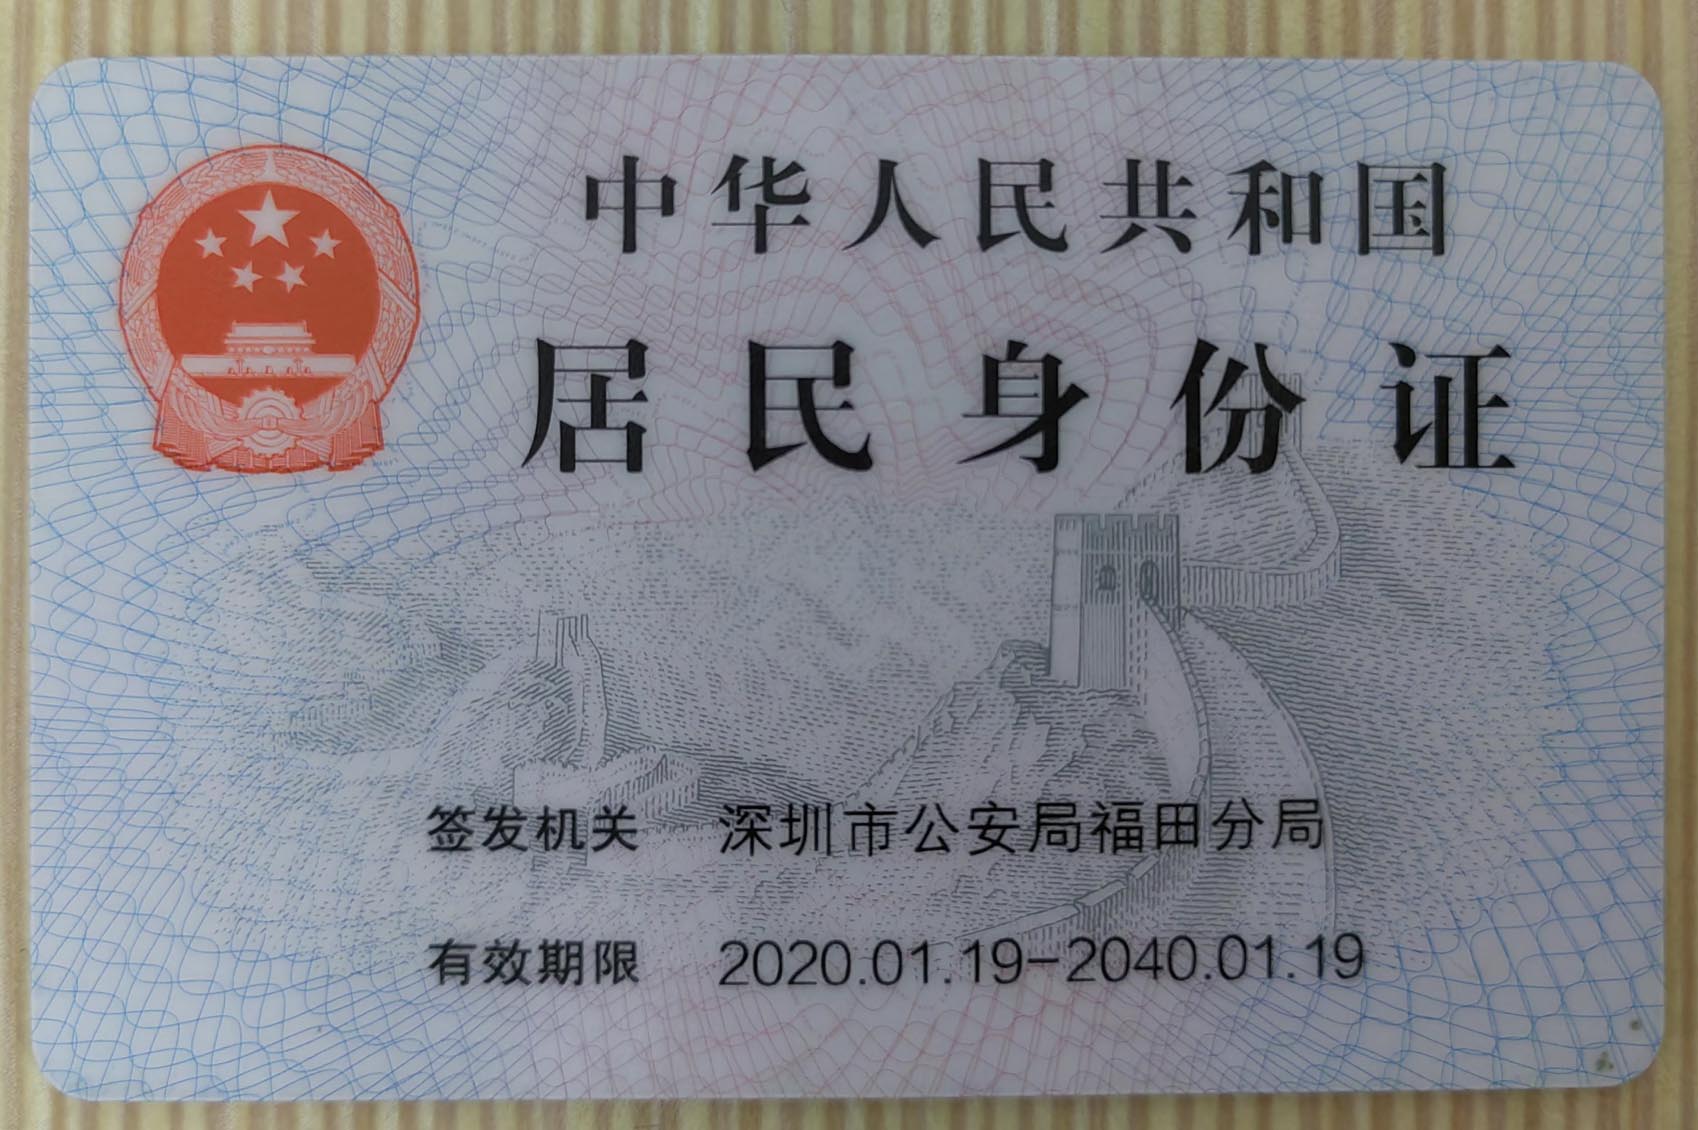 中华人民共和国
居民身份证
签发机关 深圳市公安局福田分局
有效期限 2020.01.19-2040.01.19